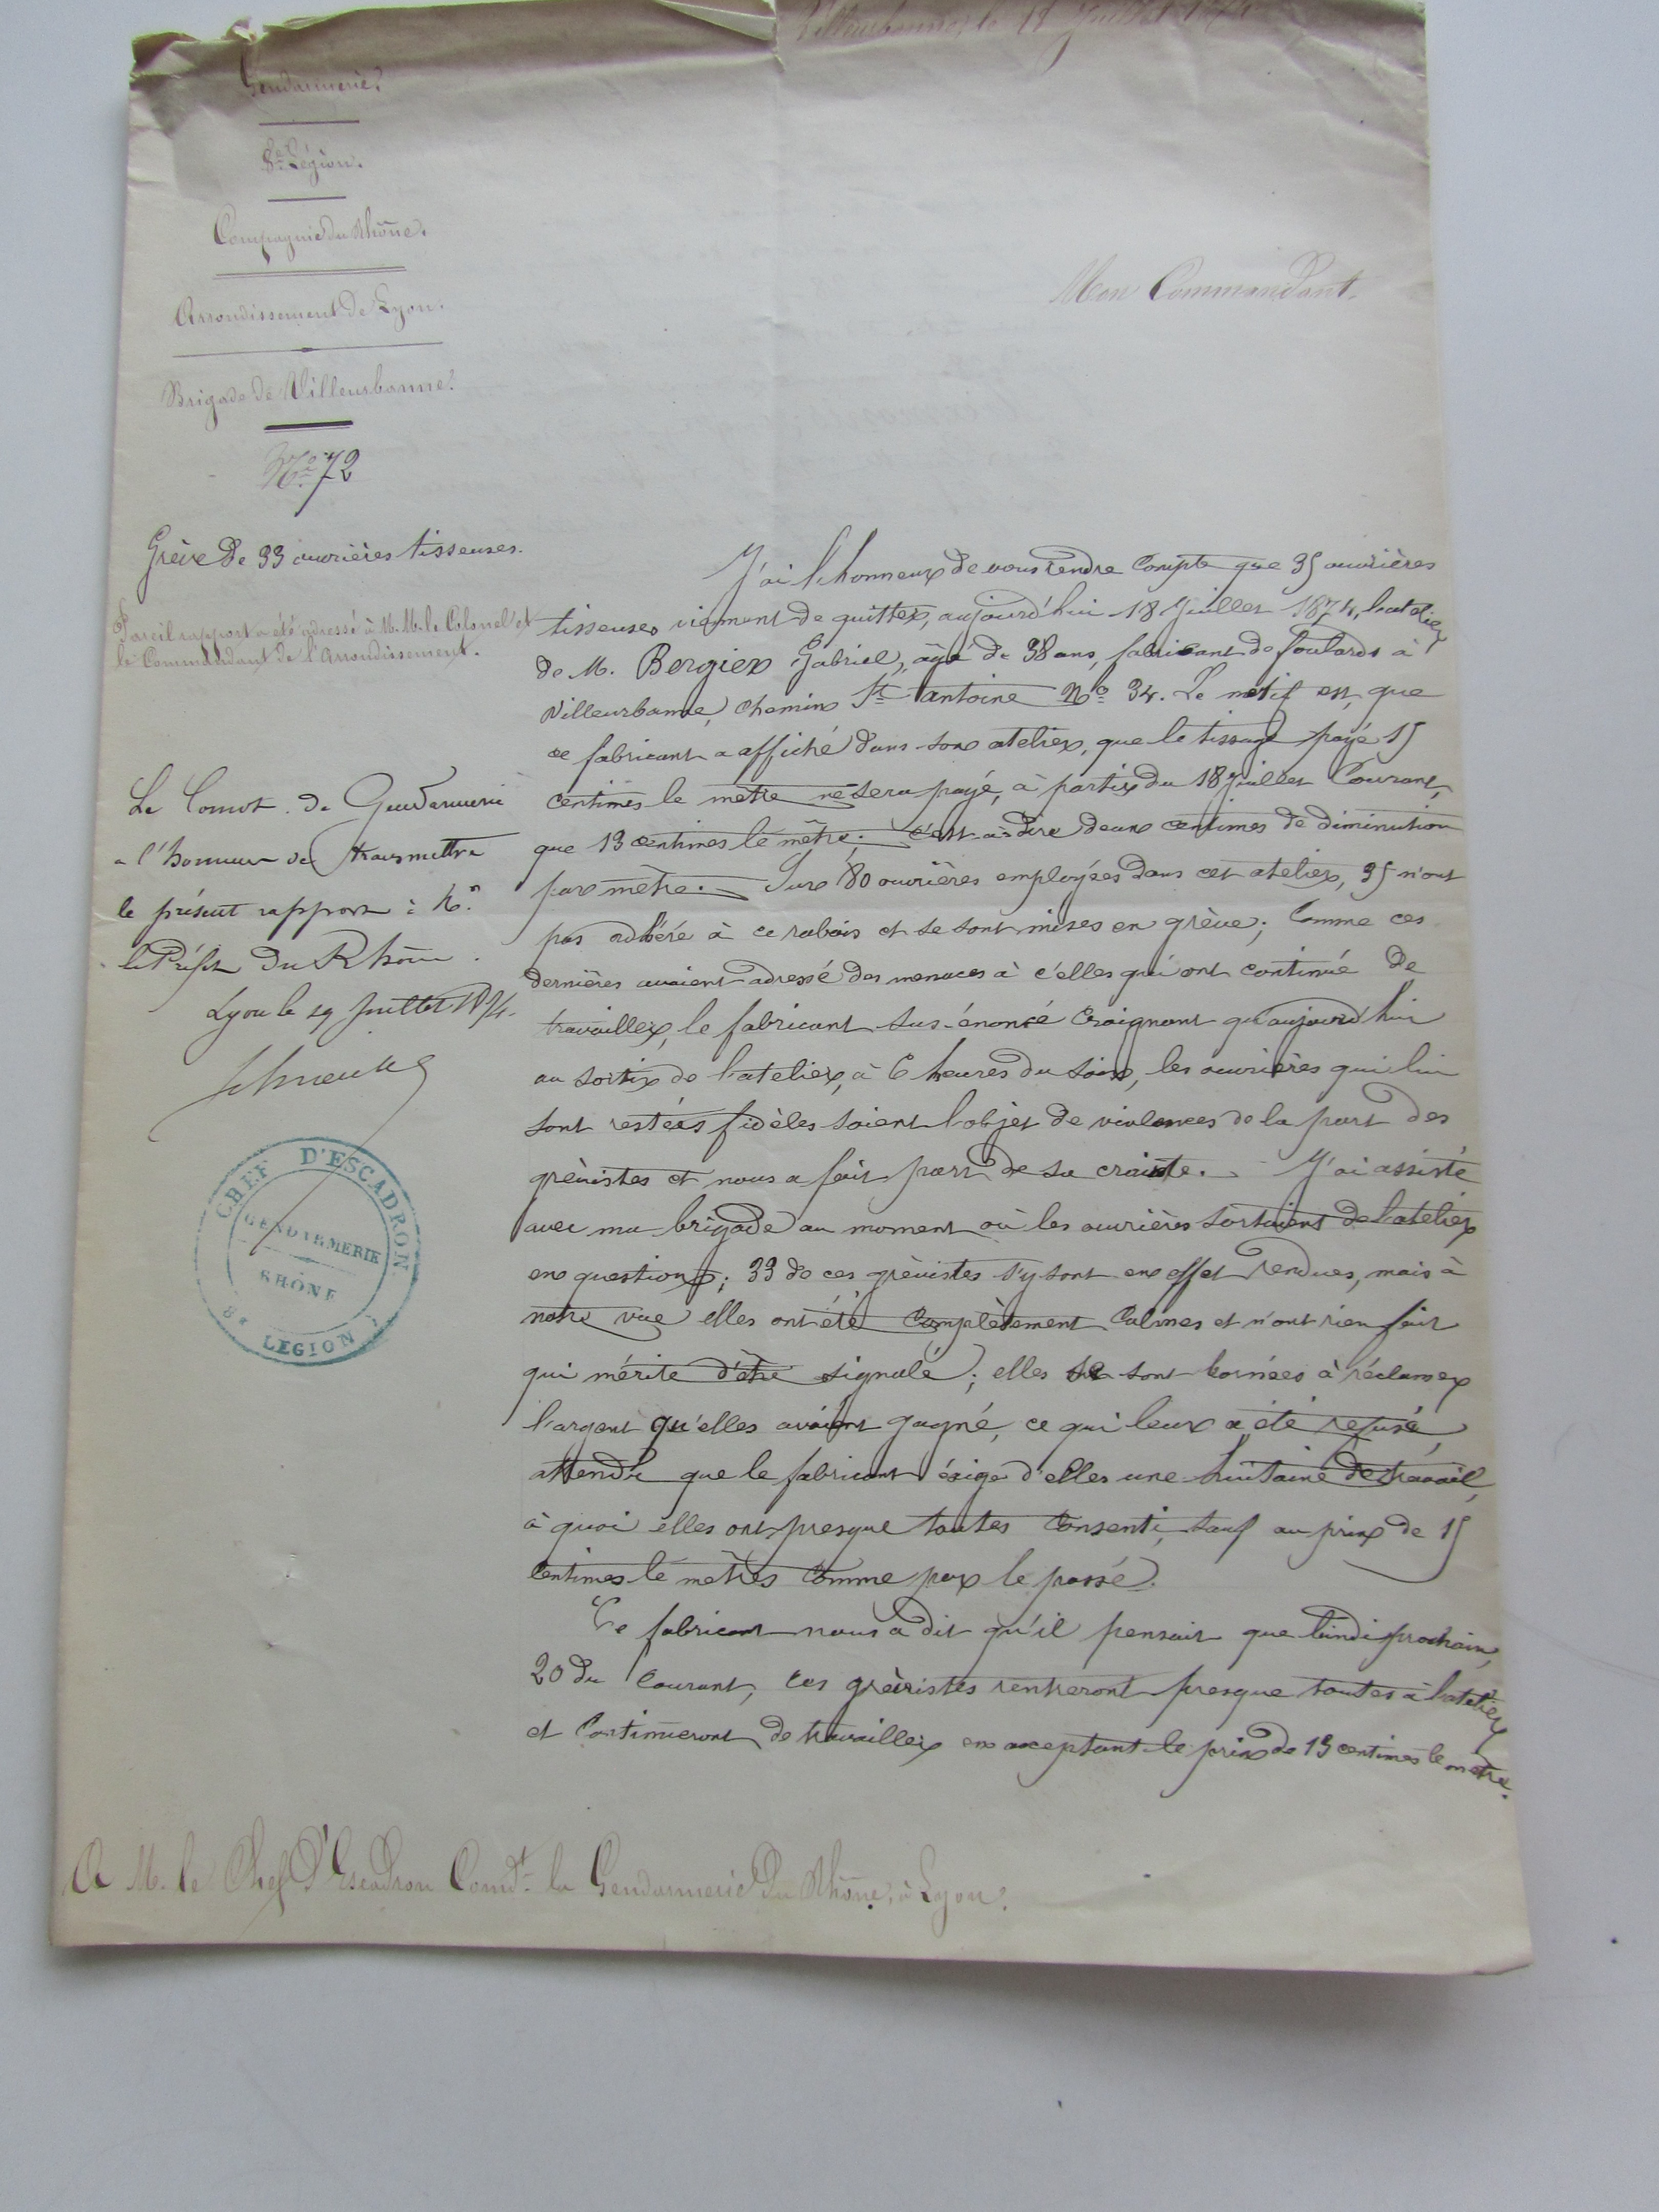 Villeurbanne, le 18 Juillet 1874
Gendarmerie.
8e Légion.
Compagnie du Rhône.
Arrondissement de Lyon.
Brigade de Villeurbanne.
No. 72
Grève de 33 ouvrières tisseuses.
Pareil rapport a été adressé à M. M. le Colonel et
le Commandant de l'Arrondissement.
Le Comdt. de Gendarmerie
a l'honneur de transmettre
le présent rapport à Mr.
le Préfet du Rhône.
Lyon le 19 Juillet 1874.
CHEF D'ESCADRON
GENDARMERIE
RHÔNE
8e LEGION
Mon Commandant.
J'ai l'honneur de vous rendre compte que 35 ouvrières
tisseuses viennent de quitter, aujourd'hui 18 Juillet 1874, l'atelier
de M. Bergier Gabriel, âgé de 38 ans, fabricant de foulards à
Villeurbanne, chemin St. antoine No. 34. Le motif est, que
ce fabricant a affiché dans son atelier, que le tissage payé 15
centimes le mètre ne sera payé, à partir du 18 Juillet Courant,
que 13 centimes le mètre; c'est-à-dire deux centimes de diminution
par mètre. Sur 80 ouvrières employées dans cet atelier, 35 n'ont
pas adhéré à ce rabais et se sont mises en grève; Comme ces
dernières avaient adressé des menaces à c'elles qui ont continué de
travailler, le fabricant sus-énoncé craignant qu'aujourd'hui
au sortir de l'atelier, à 6 heures du soir, les ouvrières qui lui
sont restées fidèles soient l'objet de violences de la part des
grèvistes et nous a fait part de sa crainte. J'ai assisté
avec ma brigade au moment où les ouvrières sortaient de l'atelier
en question; 33 de ces grèvistes s'y sont en effet rendues, mais à
notre vue elles ont été complètement calmes et n'ont rien fait
qui mérite d'être signalé; elles se sont bornées à réclamer
l'argent qu'elles avaient gagné, ce qui leur a été refusé,
attendu que le fabricant éxige d'elles une huitaine de travail,
à quoi elles ont presque toutes consenti, sauf au prix de 15
centimes le mètres comme par le passé.
Ce fabricant nous a dit qu'il pensait que lundi prochain,
20 du Courant, ces grèvistes rentreront presque toutes à l'atelier
et continueront de travailler en acceptant le prix de 13 centimes le mètre.
A M. le Chef d'Escadron Comdt. la Gendarmerie du Rhône, à Lyon.